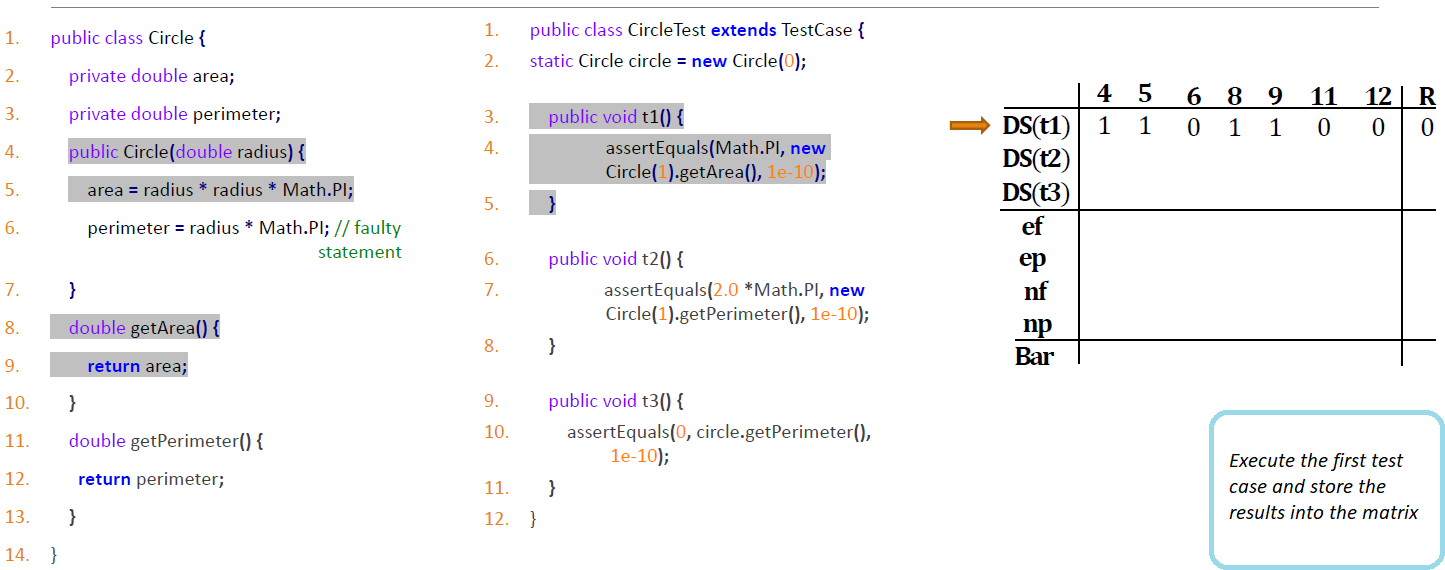 1. public class Circle {
2. private double area;
3. private double perimeter;
4. public Circle(double radius) {
5. area = radius * radius * Math.PI;
6. perimeter = radius * Math.PI; // faulty
statement
7. }
8. double getArea() {
9. return area;
10. }
11. double getPerimeter() {
12. return perimeter;
13. }
14. }
1. public class CircleTest extends TestCase {
2. static Circle circle = new Circle(0);
3. public void t1() {
4. assertEquals(Math.PI, new
Circle(1).getArea(), 1e-10);
5. }
6. public void t2() {
7. assertEquals(2.0 *Math.PI, new
Circle(1).getPerimeter(), 1e-10);
8. }
9. public void t3() {
10. assertEquals(0, circle.getPerimeter(),
1e-10);
11. }
12. }
4 5 6 8 9 11 12 R
DS(t1) 1 1 0 1 1 0 0 0
DS(t2)
DS(t3)
ef
ep
nf
np
Bar
Execute the first test
case and store the
results into the matrix